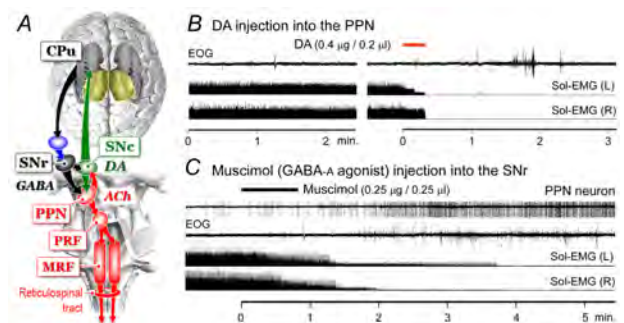 A
CPu
SNc
DA
SNr
GABA
ACh
PPN
PRF
MRF
Reticulospinal
tract
B DA injection into the PPN
DA (0.4 µg / 0.2 µl)
EOG
Sol-EMG (L)
Sol-EMG (R)
0 1 2 min. 0 1 2 3 min.
C Muscimol (GABA-A agonist) injection into the SNr
Muscimol (0.25 µg / 0.25 µl)
PPN neuron
EOG
Sol-EMG (L)
Sol-EMG (R)
0 1 2 3 4 5 min.